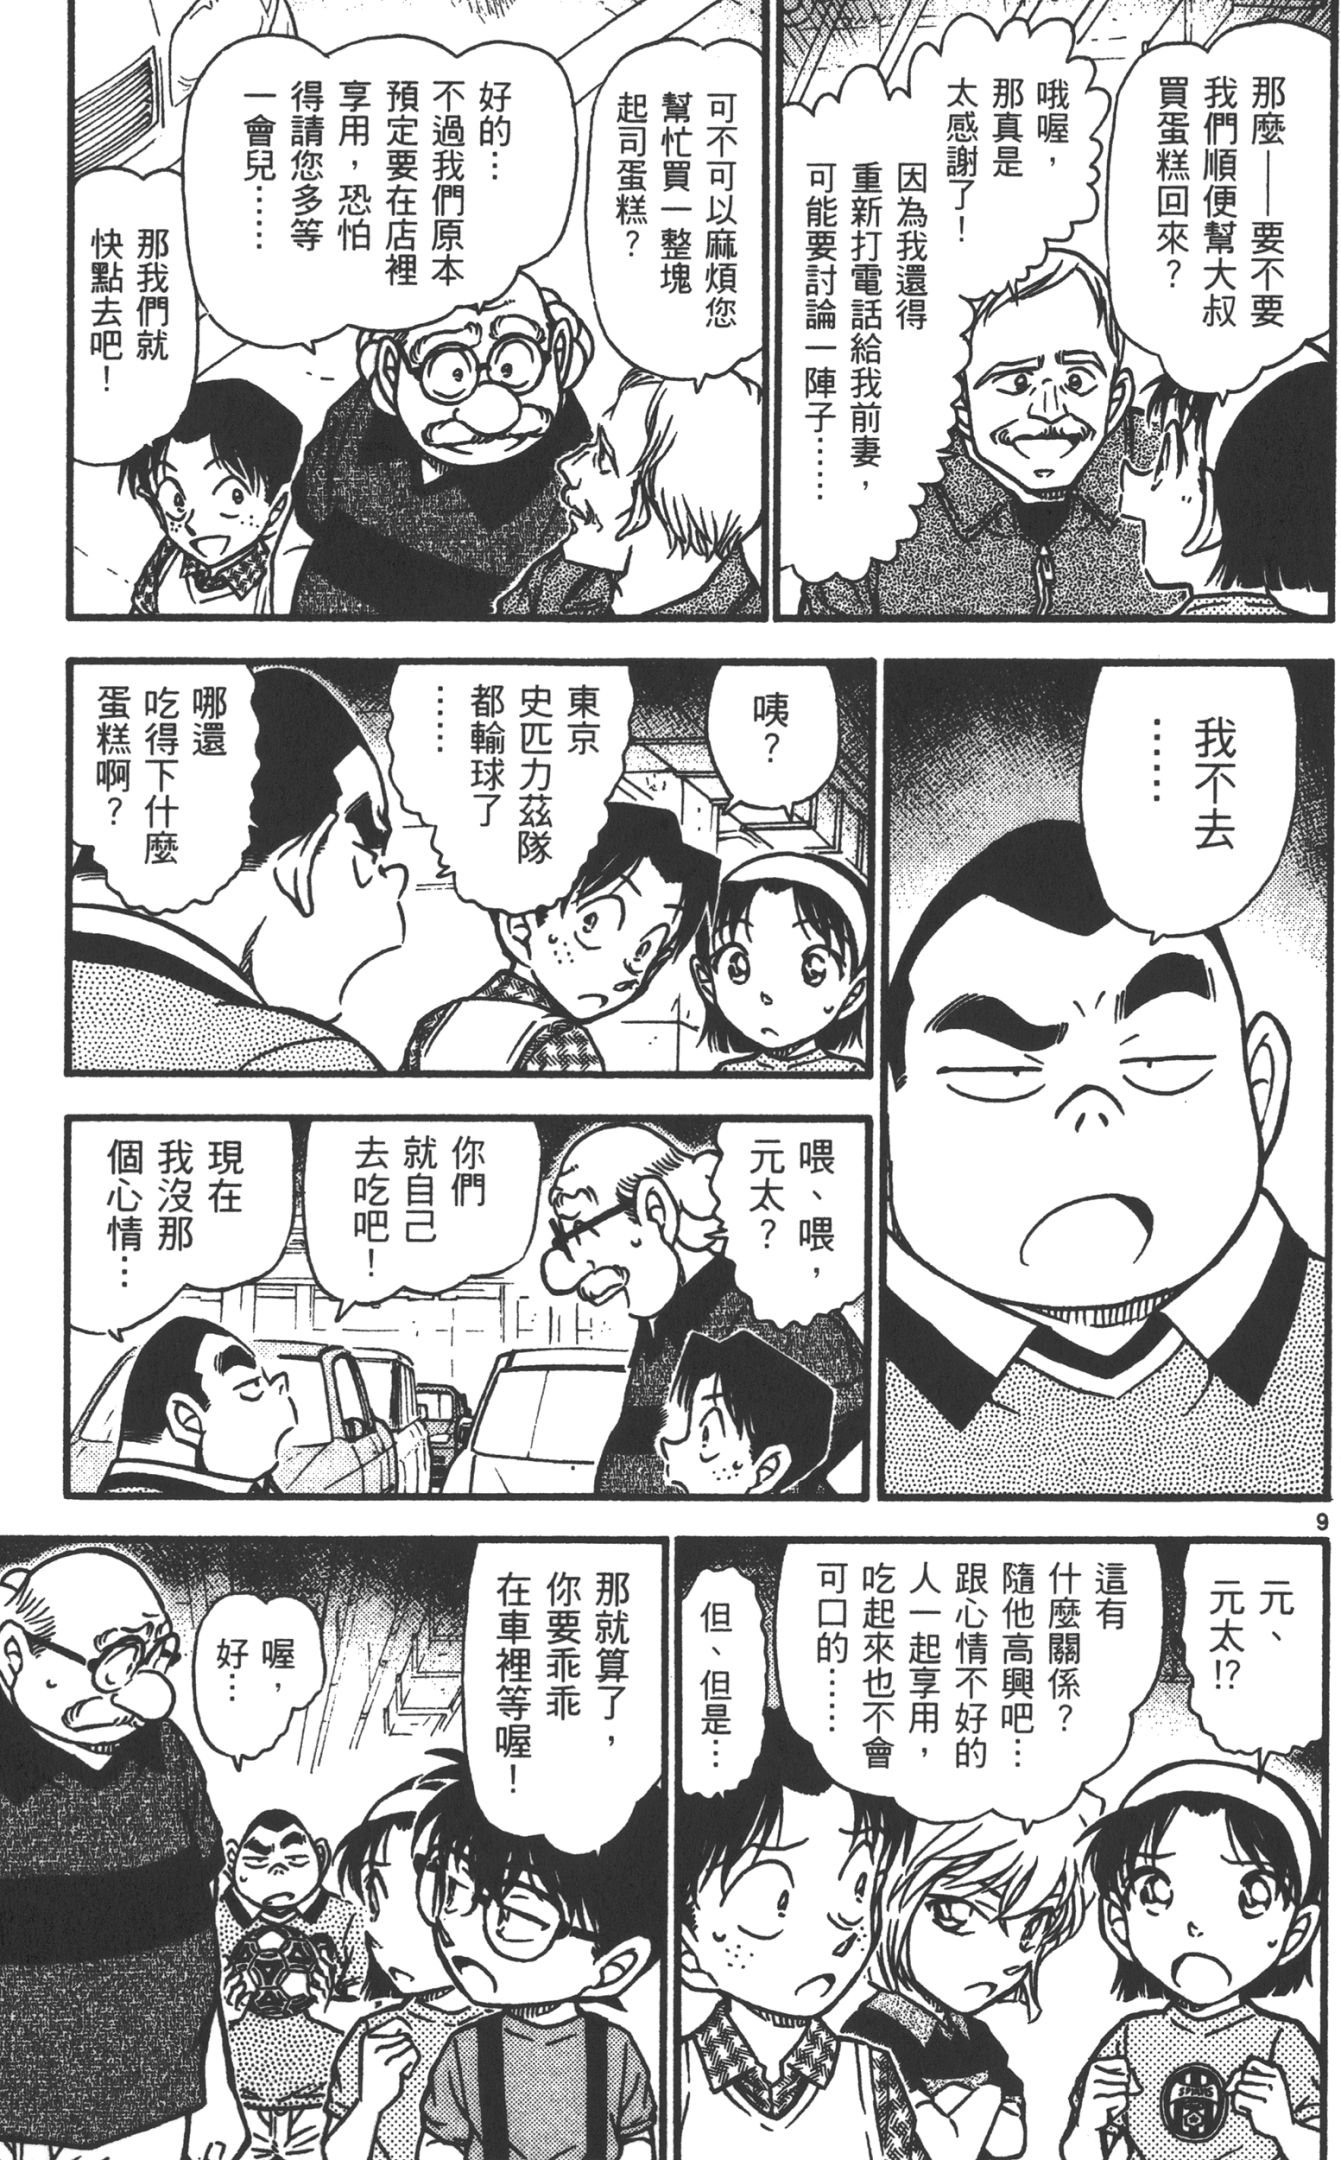 那麼——要不要
我們順便幫大叔
買蛋糕回來？
哦喔，
那真是
太感謝了！
因為我還得
重新打電話給我前妻，
可能要討論一陣子……
可不可以麻煩您
幫忙買一整塊
起司蛋糕？
好的…
不過我們原本
預定要在店裡
享用，恐怕
得請您多等
一會兒……
那我們就
快點去吧！
我不去
……
咦？
東京
史匹力茲隊
都輸球了
……
哪還
吃得下什麼
蛋糕啊？
喂、喂，
元太？
你們
就自己
去吃吧！
現在
我沒那
個心情…
9
元、
元太!?
這有
什麼關係？
隨他高興吧…
跟心情不好的
人一起享用，
吃起來也不會
可口的……
但、但是…
那就算了，
你要乖乖
在車裡等喔！
喔，
好…